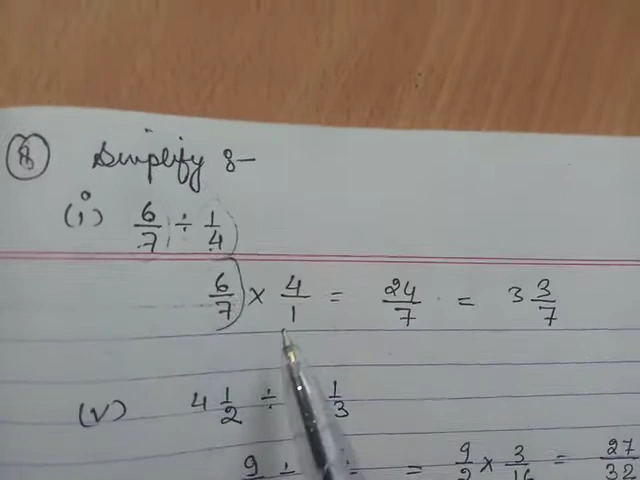 8 Simplify :-
(i) 6/7 ÷ 1/4
6/7 × 4/1 = 24/7 = 3 3/7
(v) 4 1/2 ÷ 1/3
9 ÷ = 9/2 × 3/16 = 27/32